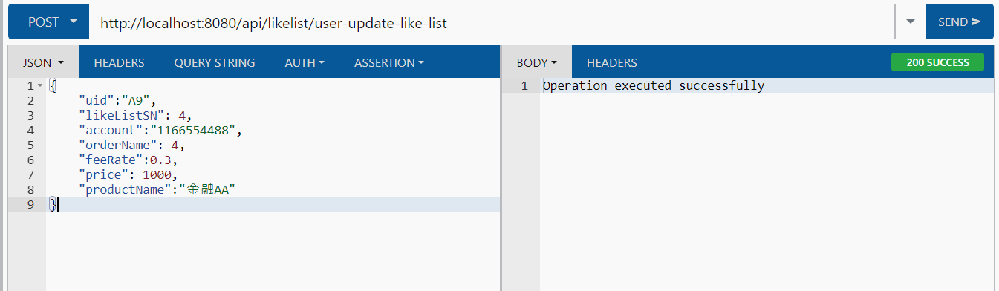 POST http://localhost:8080/api/likelist/user-update-like-list SEND
JSON HEADERS QUERY STRING AUTH ASSERTION BODY HEADERS 200 SUCCESS
1 {
2 "uid":"A9",
3 "likeListSN": 4,
4 "account":"1166554488",
5 "orderName": 4,
6 "feeRate":0.3,
7 "price": 1000,
8 "productName":"金融AA"
9 }
1 Operation executed successfully